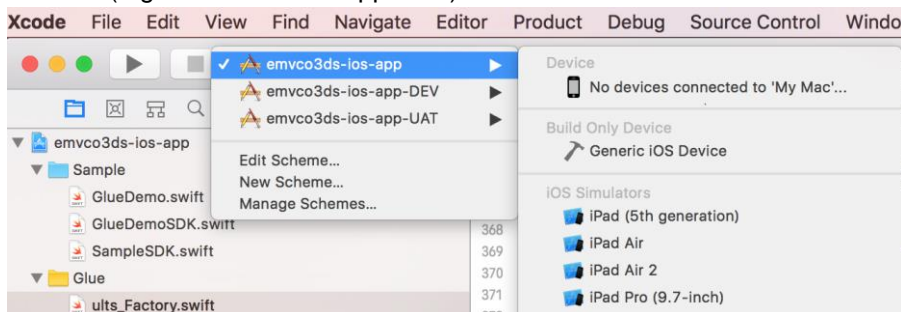 Xcode File Edit View Find Navigate Editor Product Debug Source Control Windo
✓ emvco3ds-ios-app
emvco3ds-ios-app-DEV
emvco3ds-ios-app-UAT
Edit Scheme...
New Scheme...
Manage Schemes...
Device
No devices connected to 'My Mac'...
Build Only Device
Generic iOS Device
iOS Simulators
iPad (5th generation)
iPad Air
iPad Air 2
iPad Pro (9.7-inch)
emvco3ds-ios-app
Sample
GlueDemo.swift
GlueDemoSDK.swift
SampleSDK.swift
Glue
ults_Factory.swift
368
369
370
371